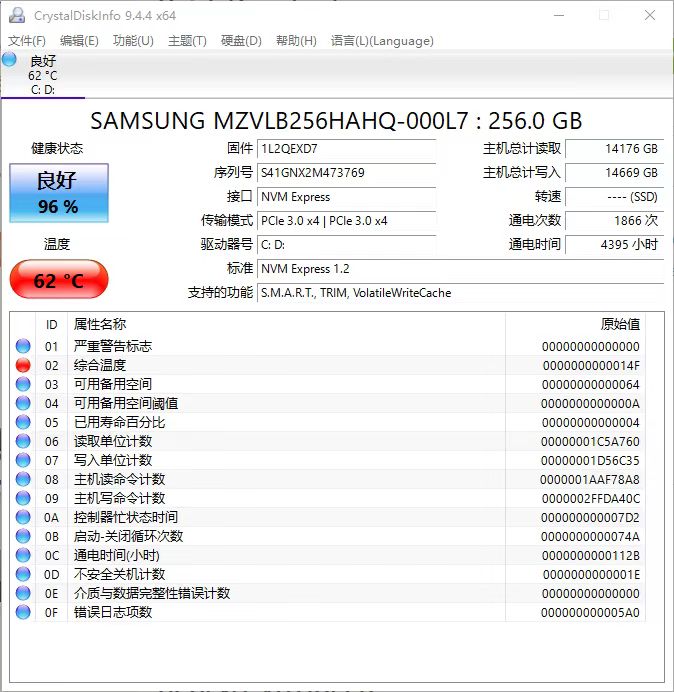 CrystalDiskInfo 9.4.4 x64
文件(F) 编辑(E) 功能(U) 主题(T) 硬盘(D) 帮助(H) 语言(L)(Language)
良好
62 °C
C: D:
SAMSUNG MZVLB256HAHQ-000L7 : 256.0 GB
健康状态
良好
96 %
温度
62 °C
固件 1L2QEXD7
序列号 S41GNX2M473769
接口 NVM Express
传输模式 PCIe 3.0 x4 | PCIe 3.0 x4
驱动器号 C: D:
标准 NVM Express 1.2
支持的功能 S.M.A.R.T., TRIM, VolatileWriteCache
主机总计读取 14176 GB
主机总计写入 14669 GB
转速 ---- (SSD)
通电次数 1866 次
通电时间 4395 小时
ID 属性名称 原始值
01 严重警告标志 00000000000000
02 综合温度 0000000000014F
03 可用备用空间 00000000000064
04 可用备用空间阈值 0000000000000A
05 已用寿命百分比 00000000000004
06 读取单位计数 00000001C5A760
07 写入单位计数 00000001D56C35
08 主机读命令计数 0000001AAF78A8
09 主机写命令计数 0000002FFDA40C
0A 控制器忙状态时间 000000000007D2
0B 启动-关闭循环次数 0000000000074A
0C 通电时间(小时) 0000000000112B
0D 不安全关机计数 0000000000001E
0E 介质与数据完整性错误计数 00000000000000
0F 错误日志项数 000000000005A0